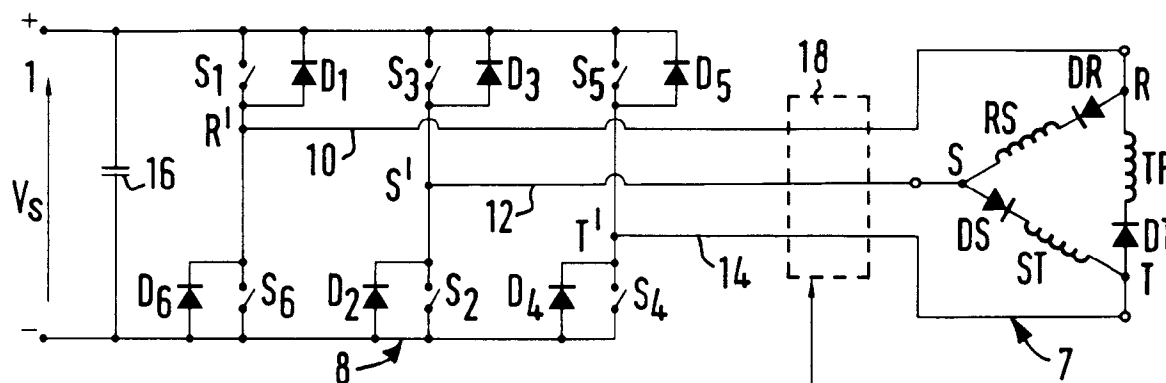 +
1
S1
D1
S3
D3
S5
D5
18
DR
R
RS
R'
10
16
S
TR
Vs
S'
12
DS
DT
T'
14
ST
T
D6
S6
D2
S2
D4
S4
-
8
7